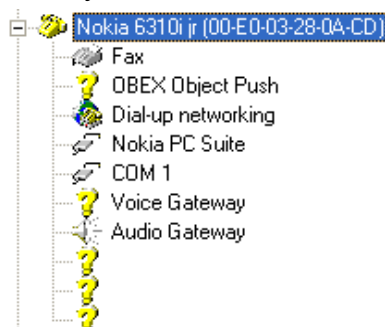 Nokia 6310i jr (00-E0-03-28-0A-CD)
Fax
OBEX Object Push
Dial-up networking
Nokia PC Suite
COM 1
Voice Gateway
Audio Gateway